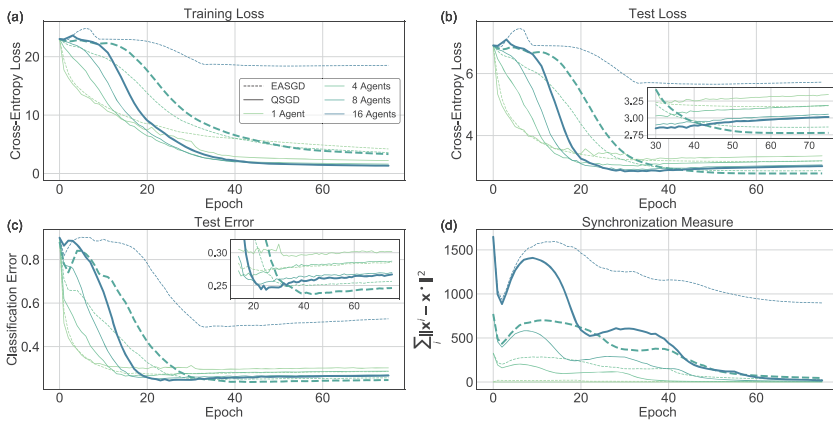 (a) Training Loss
Cross-Entropy Loss
20
10
0
0 20 40 60
Epoch
EASGD
QSGD
1 Agent
4 Agents
8 Agents
16 Agents
(b) Test Loss
Cross-Entropy Loss
6
4
0 20 40 60
Epoch
3,25
3,00
2,75
30 40 50 60 70
(c) Test Error
Classification Error
0,8
0,6
0,4
0 20 40 60
Epoch
0,30
0,25
20 40 60
(d) Synchronization Measure
∑ⱼ‖xʲ − x˙‖²
1500
1000
500
0
0 20 40 60
Epoch